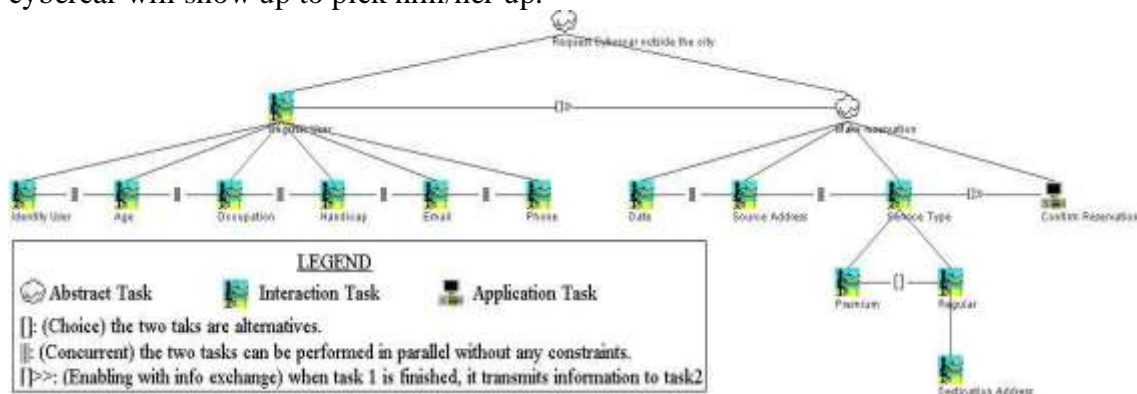 cybercar will show up to pick him/her up.
Request Cybercar outside the city
[]>>
Register User
Make reservation
||| ||| ||| ||| ||| ||| ||| []>>
Identify User Age Occupation Handicap Email Phone Date Source Address Service Type Confirm Reservation
LEGEND
Abstract Task Interaction Task Application Task
[]: (Choice) the two taks are alternatives.
|||: (Concurrent) the two tasks can be performed in parallel without any constraints.
[]>>: (Enabling with info exchange) when task 1 is finished, it transmits information to task2
[]
Premium Regular
Destination Address